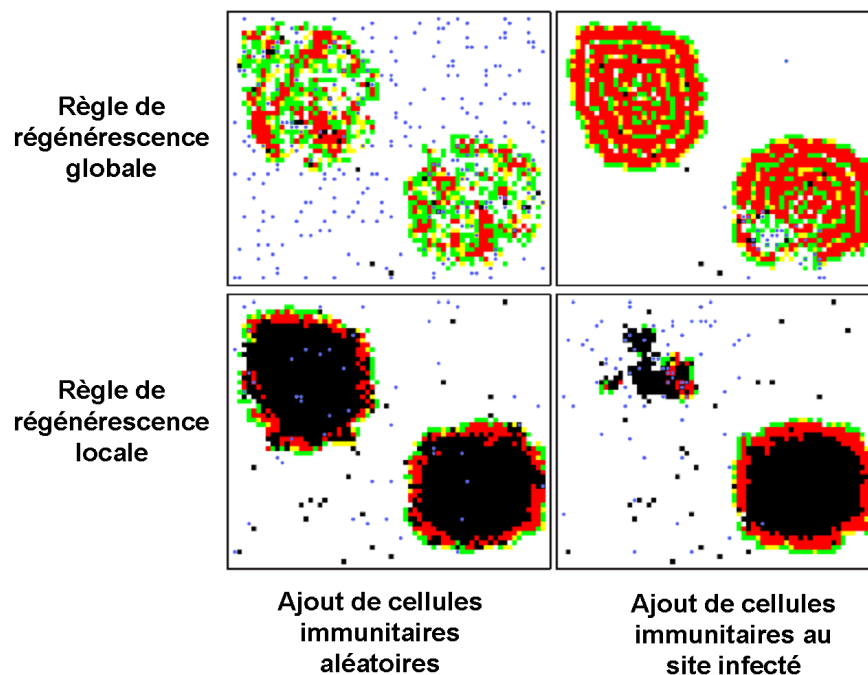 Règle de
régénérescence
globale
Règle de
régénérescence
locale
Ajout de cellules
immunitaires
aléatoires
Ajout de cellules
immunitaires au
site infecté